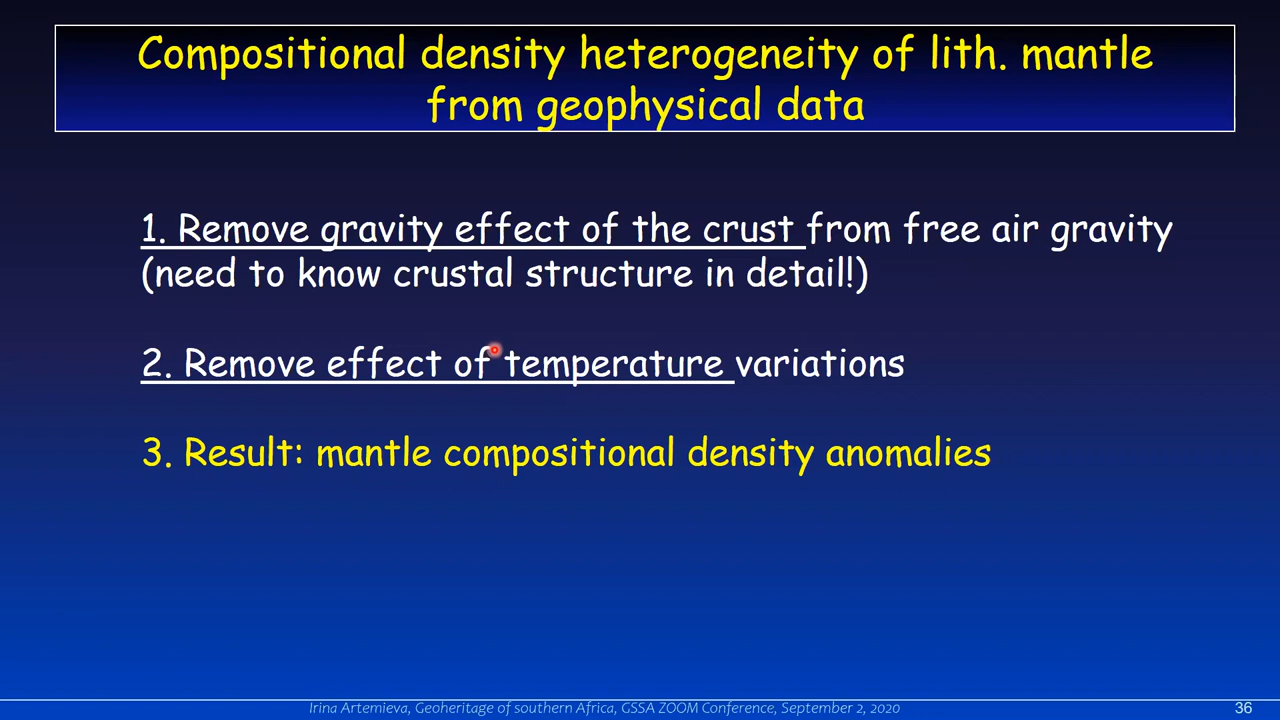 Compositional density heterogeneity of lith. mantle
from geophysical data
1. Remove gravity effect of the crust from free air gravity
(need to know crustal structure in detail!)
2. Remove effect of temperature variations
3. Result: mantle compositional density anomalies
Irina Artemieva, Geoheritage of southern Africa, GSSA ZOOM Conference, September 2, 2020
36